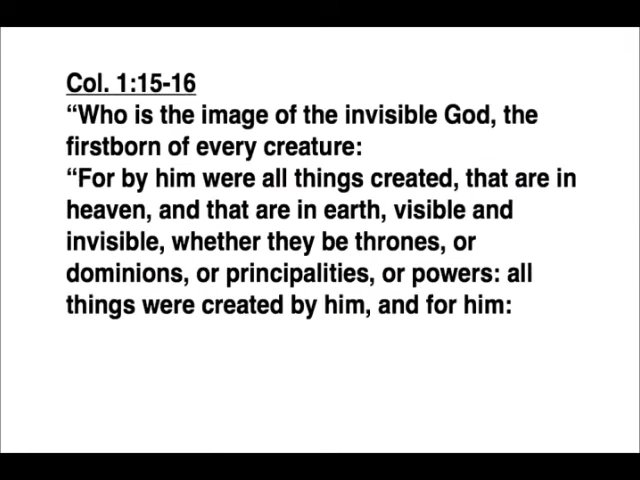 Col. 1:15-16
“Who is the image of the invisible God, the
firstborn of every creature:
“For by him were all things created, that are in
heaven, and that are in earth, visible and
invisible, whether they be thrones, or
dominions, or principalities, or powers: all
things were created by him, and for him: